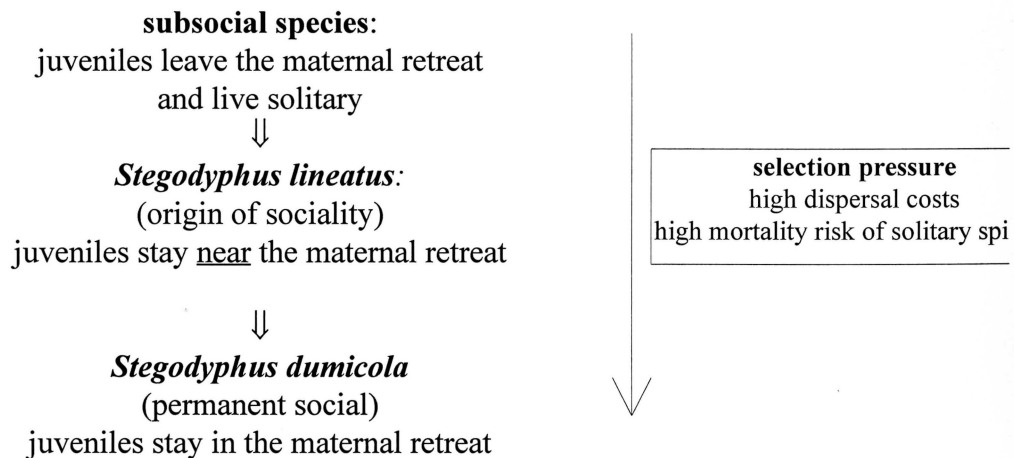 subsocial species:
juveniles leave the maternal retreat
and live solitary
⇓
Stegodyphus lineatus:
(origin of sociality)
juveniles stay near the maternal retreat
⇓
Stegodyphus dumicola
(permanent social)
juveniles stay in the maternal retreat
selection pressure
high dispersal costs
high mortality risk of solitary spi